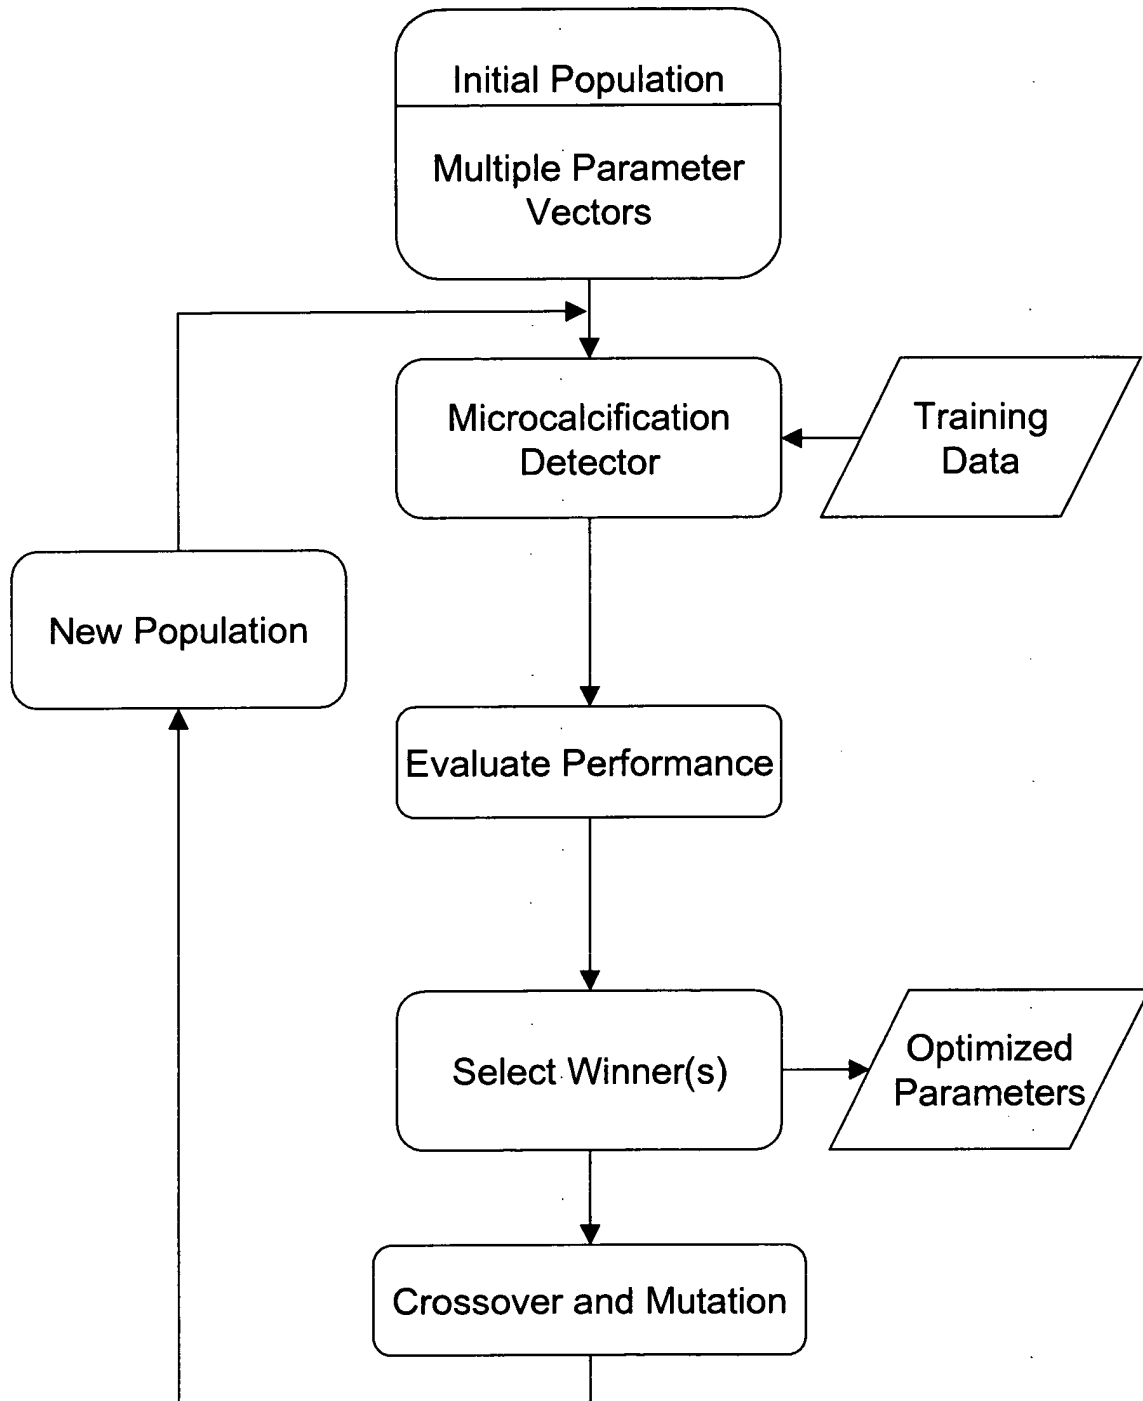 Initial Population
Multiple Parameter
Vectors
Microcalcification
Detector
Training
Data
New Population
Evaluate Performance
Select Winner(s)
Optimized
Parameters
Crossover and Mutation